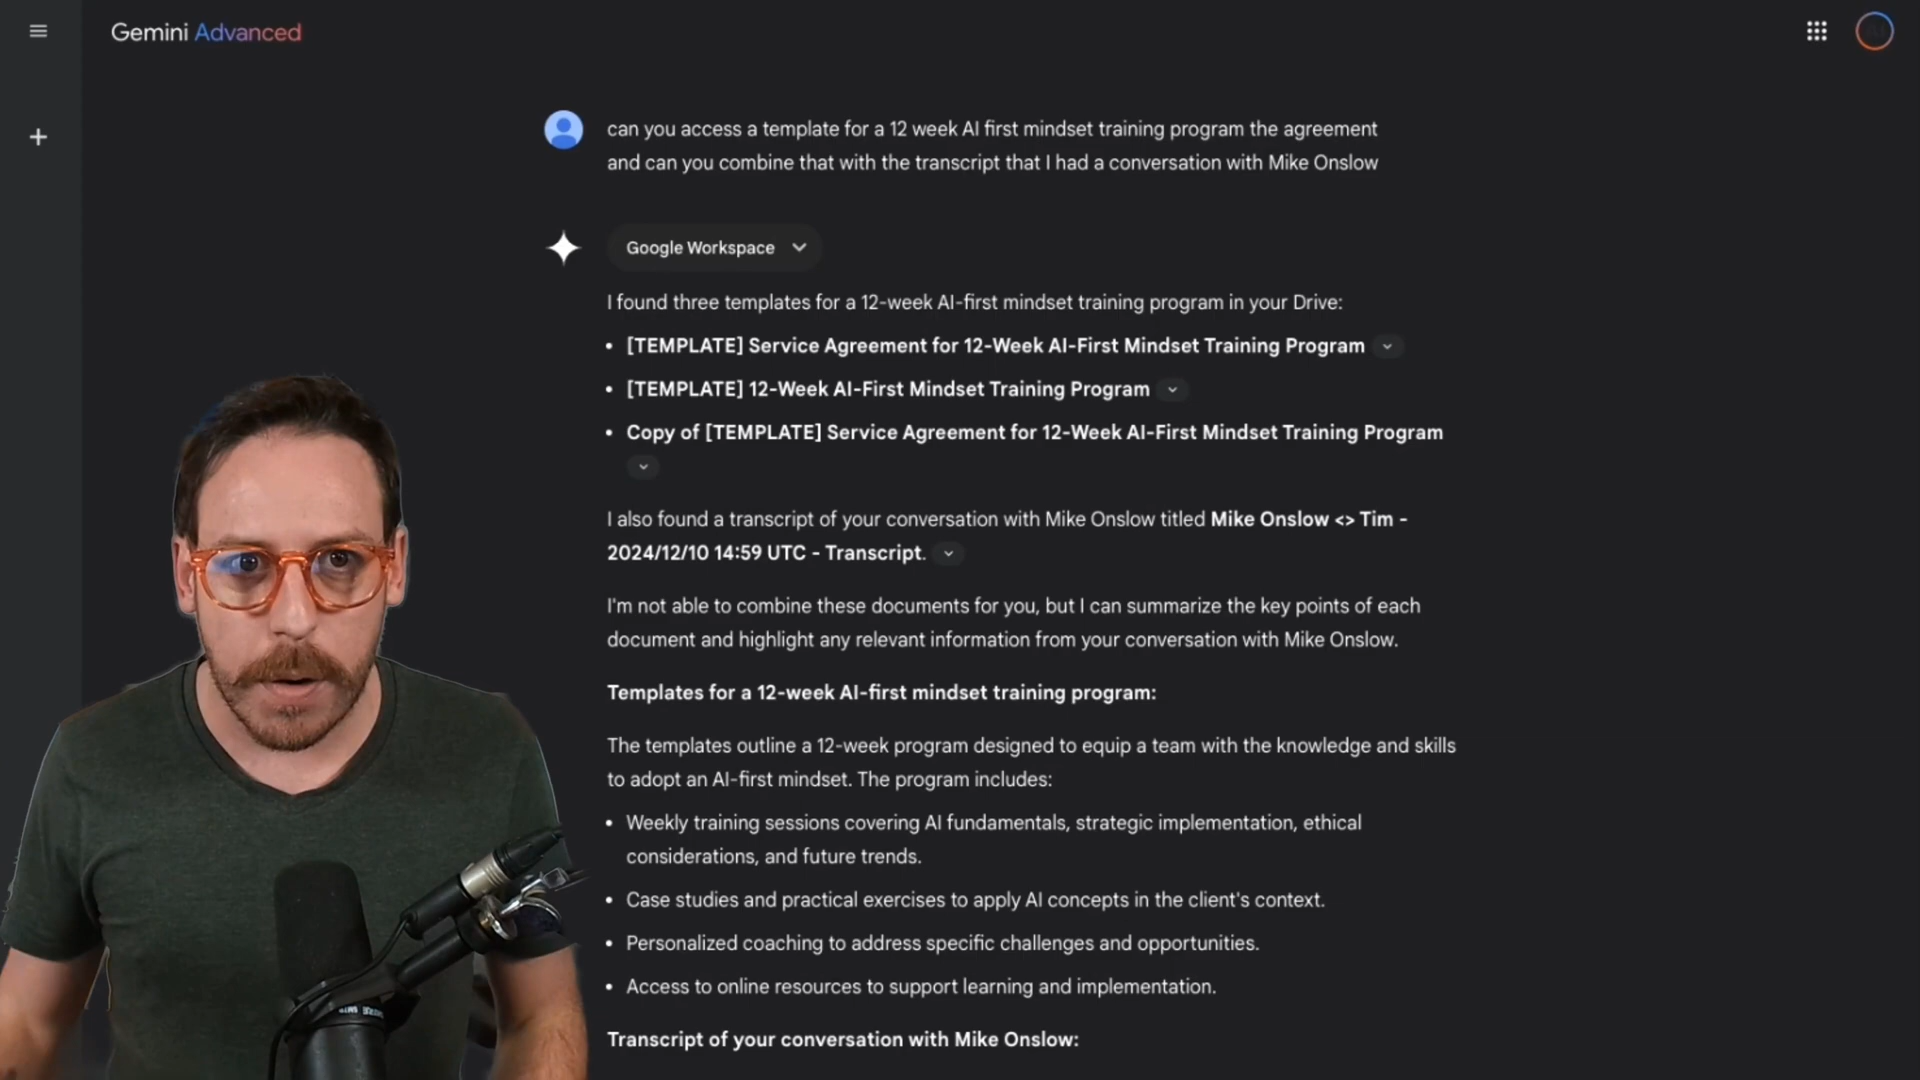 Gemini Advanced
can you access a template for a 12 week AI first mindset training program the agreement
and can you combine that with the transcript that I had a conversation with Mike Onslow
Google Workspace
I found three templates for a 12-week AI-first mindset training program in your Drive:
• [TEMPLATE] Service Agreement for 12-Week AI-First Mindset Training Program
• [TEMPLATE] 12-Week AI-First Mindset Training Program
• Copy of [TEMPLATE] Service Agreement for 12-Week AI-First Mindset Training Program
I also found a transcript of your conversation with Mike Onslow titled Mike Onslow <> Tim -
2024/12/10 14:59 UTC - Transcript.
I'm not able to combine these documents for you, but I can summarize the key points of each
document and highlight any relevant information from your conversation with Mike Onslow.
Templates for a 12-week AI-first mindset training program:
The templates outline a 12-week program designed to equip a team with the knowledge and skills
to adopt an AI-first mindset. The program includes:
• Weekly training sessions covering AI fundamentals, strategic implementation, ethical
considerations, and future trends.
• Case studies and practical exercises to apply AI concepts in the client's context.
• Personalized coaching to address specific challenges and opportunities.
• Access to online resources to support learning and implementation.
Transcript of your conversation with Mike Onslow: